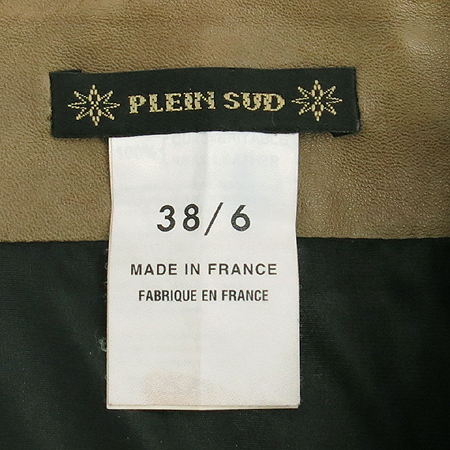 PLEIN SUD
38/6
MADE IN FRANCE
FABRIQUE EN FRANCE